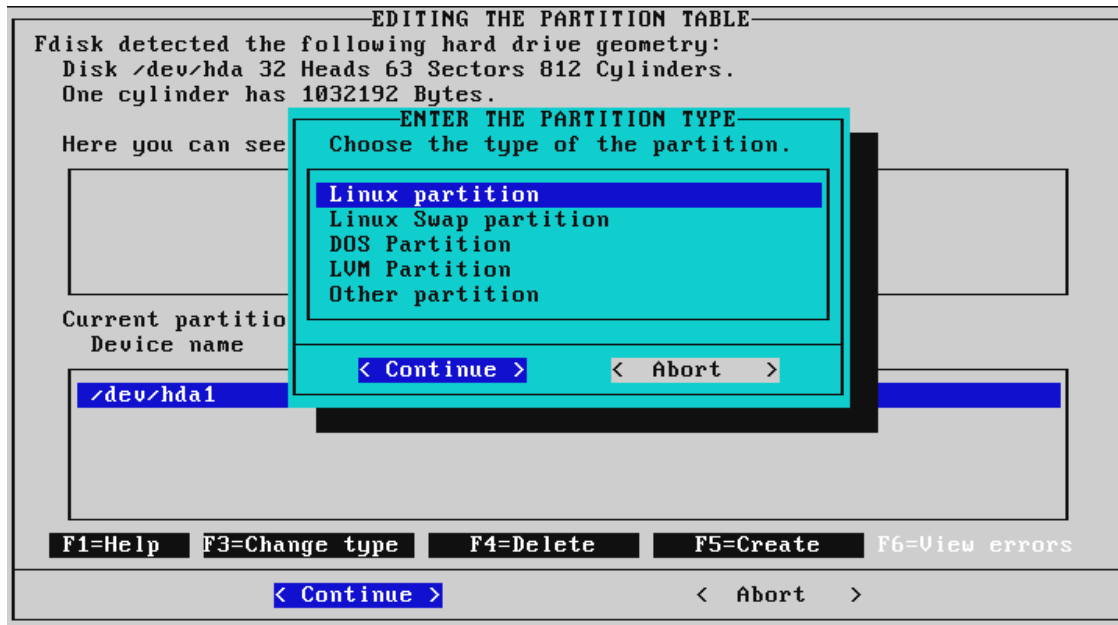 EDITING THE PARTITION TABLE
Fdisk detected the following hard drive geometry:
Disk /dev/hda 32 Heads 63 Sectors 812 Cylinders.
One cylinder has 1032192 Bytes.
ENTER THE PARTITION TYPE
Here you can see
Choose the type of the partition.
Linux partition
Linux Swap partition
DOS Partition
LVM Partition
Other partition
Current partitio
Device name
< Continue > < Abort >
/dev/hda1
F1=Help F3=Change type F4=Delete F5=Create F6=View errors
< Continue > < Abort >